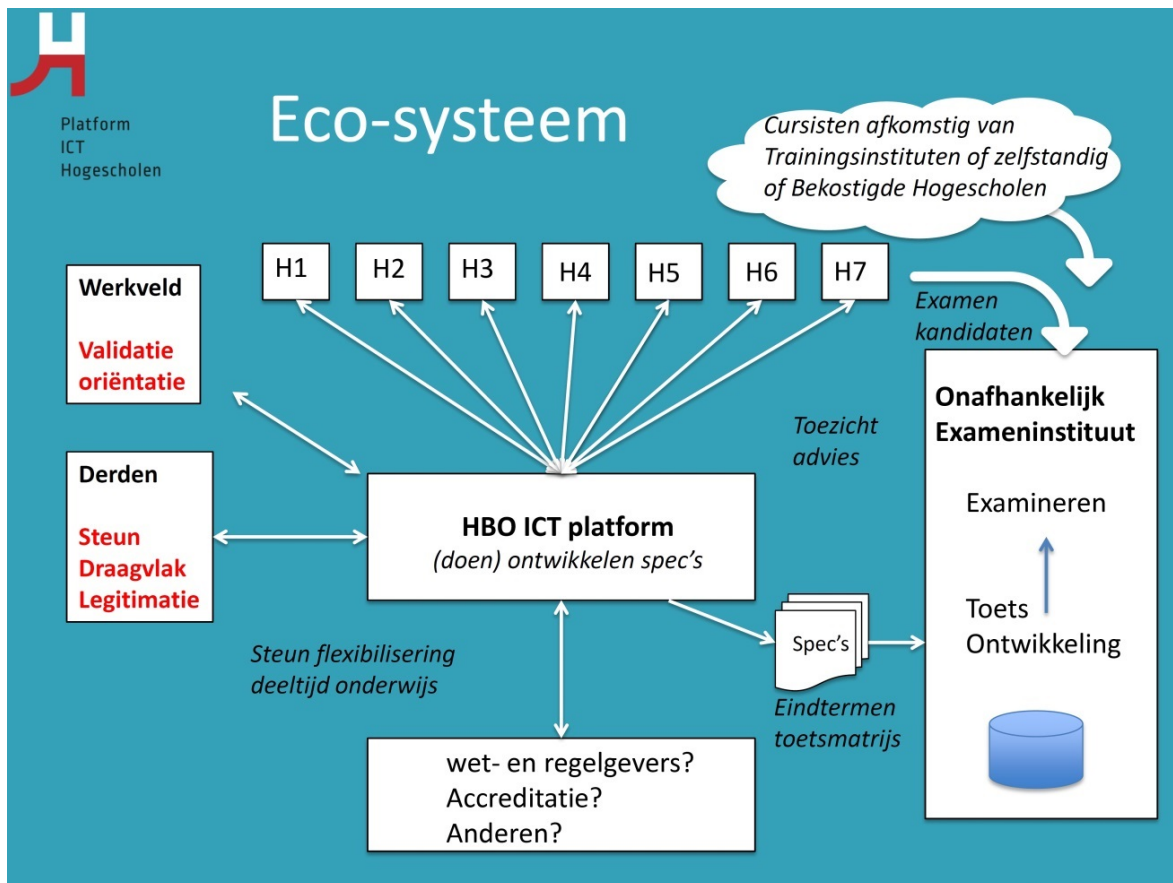 Platform
ICT
Hogescholen
Eco-systeem
Cursisten afkomstig van
Trainingsinstituten of zelfstandig
of Bekostigde Hogescholen
H1
H2
H3
H4
H5
H6
H7
Werkveld
Validatie
oriëntatie
Examen
kandidaten
Onafhankelijk
Exameninstituut
Toezicht
advies
Derden
Steun
Draagvlak
Legitimatie
HBO ICT platform
(doen) ontwikkelen spec's
Examineren
Toets
Ontwikkeling
Steun flexibilisering
deeltijd onderwijs
Spec's
Eindtermen
toetsmatrijs
wet- en regelgevers?
Accreditatie?
Anderen?